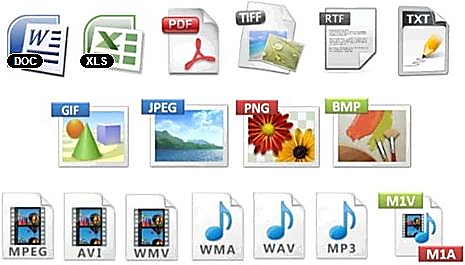 DOC XLS PDF TIFF RTF TXT
GIF JPEG PNG BMP
MPEG AVI WMV WMA WAV MP3 M1V
M1A